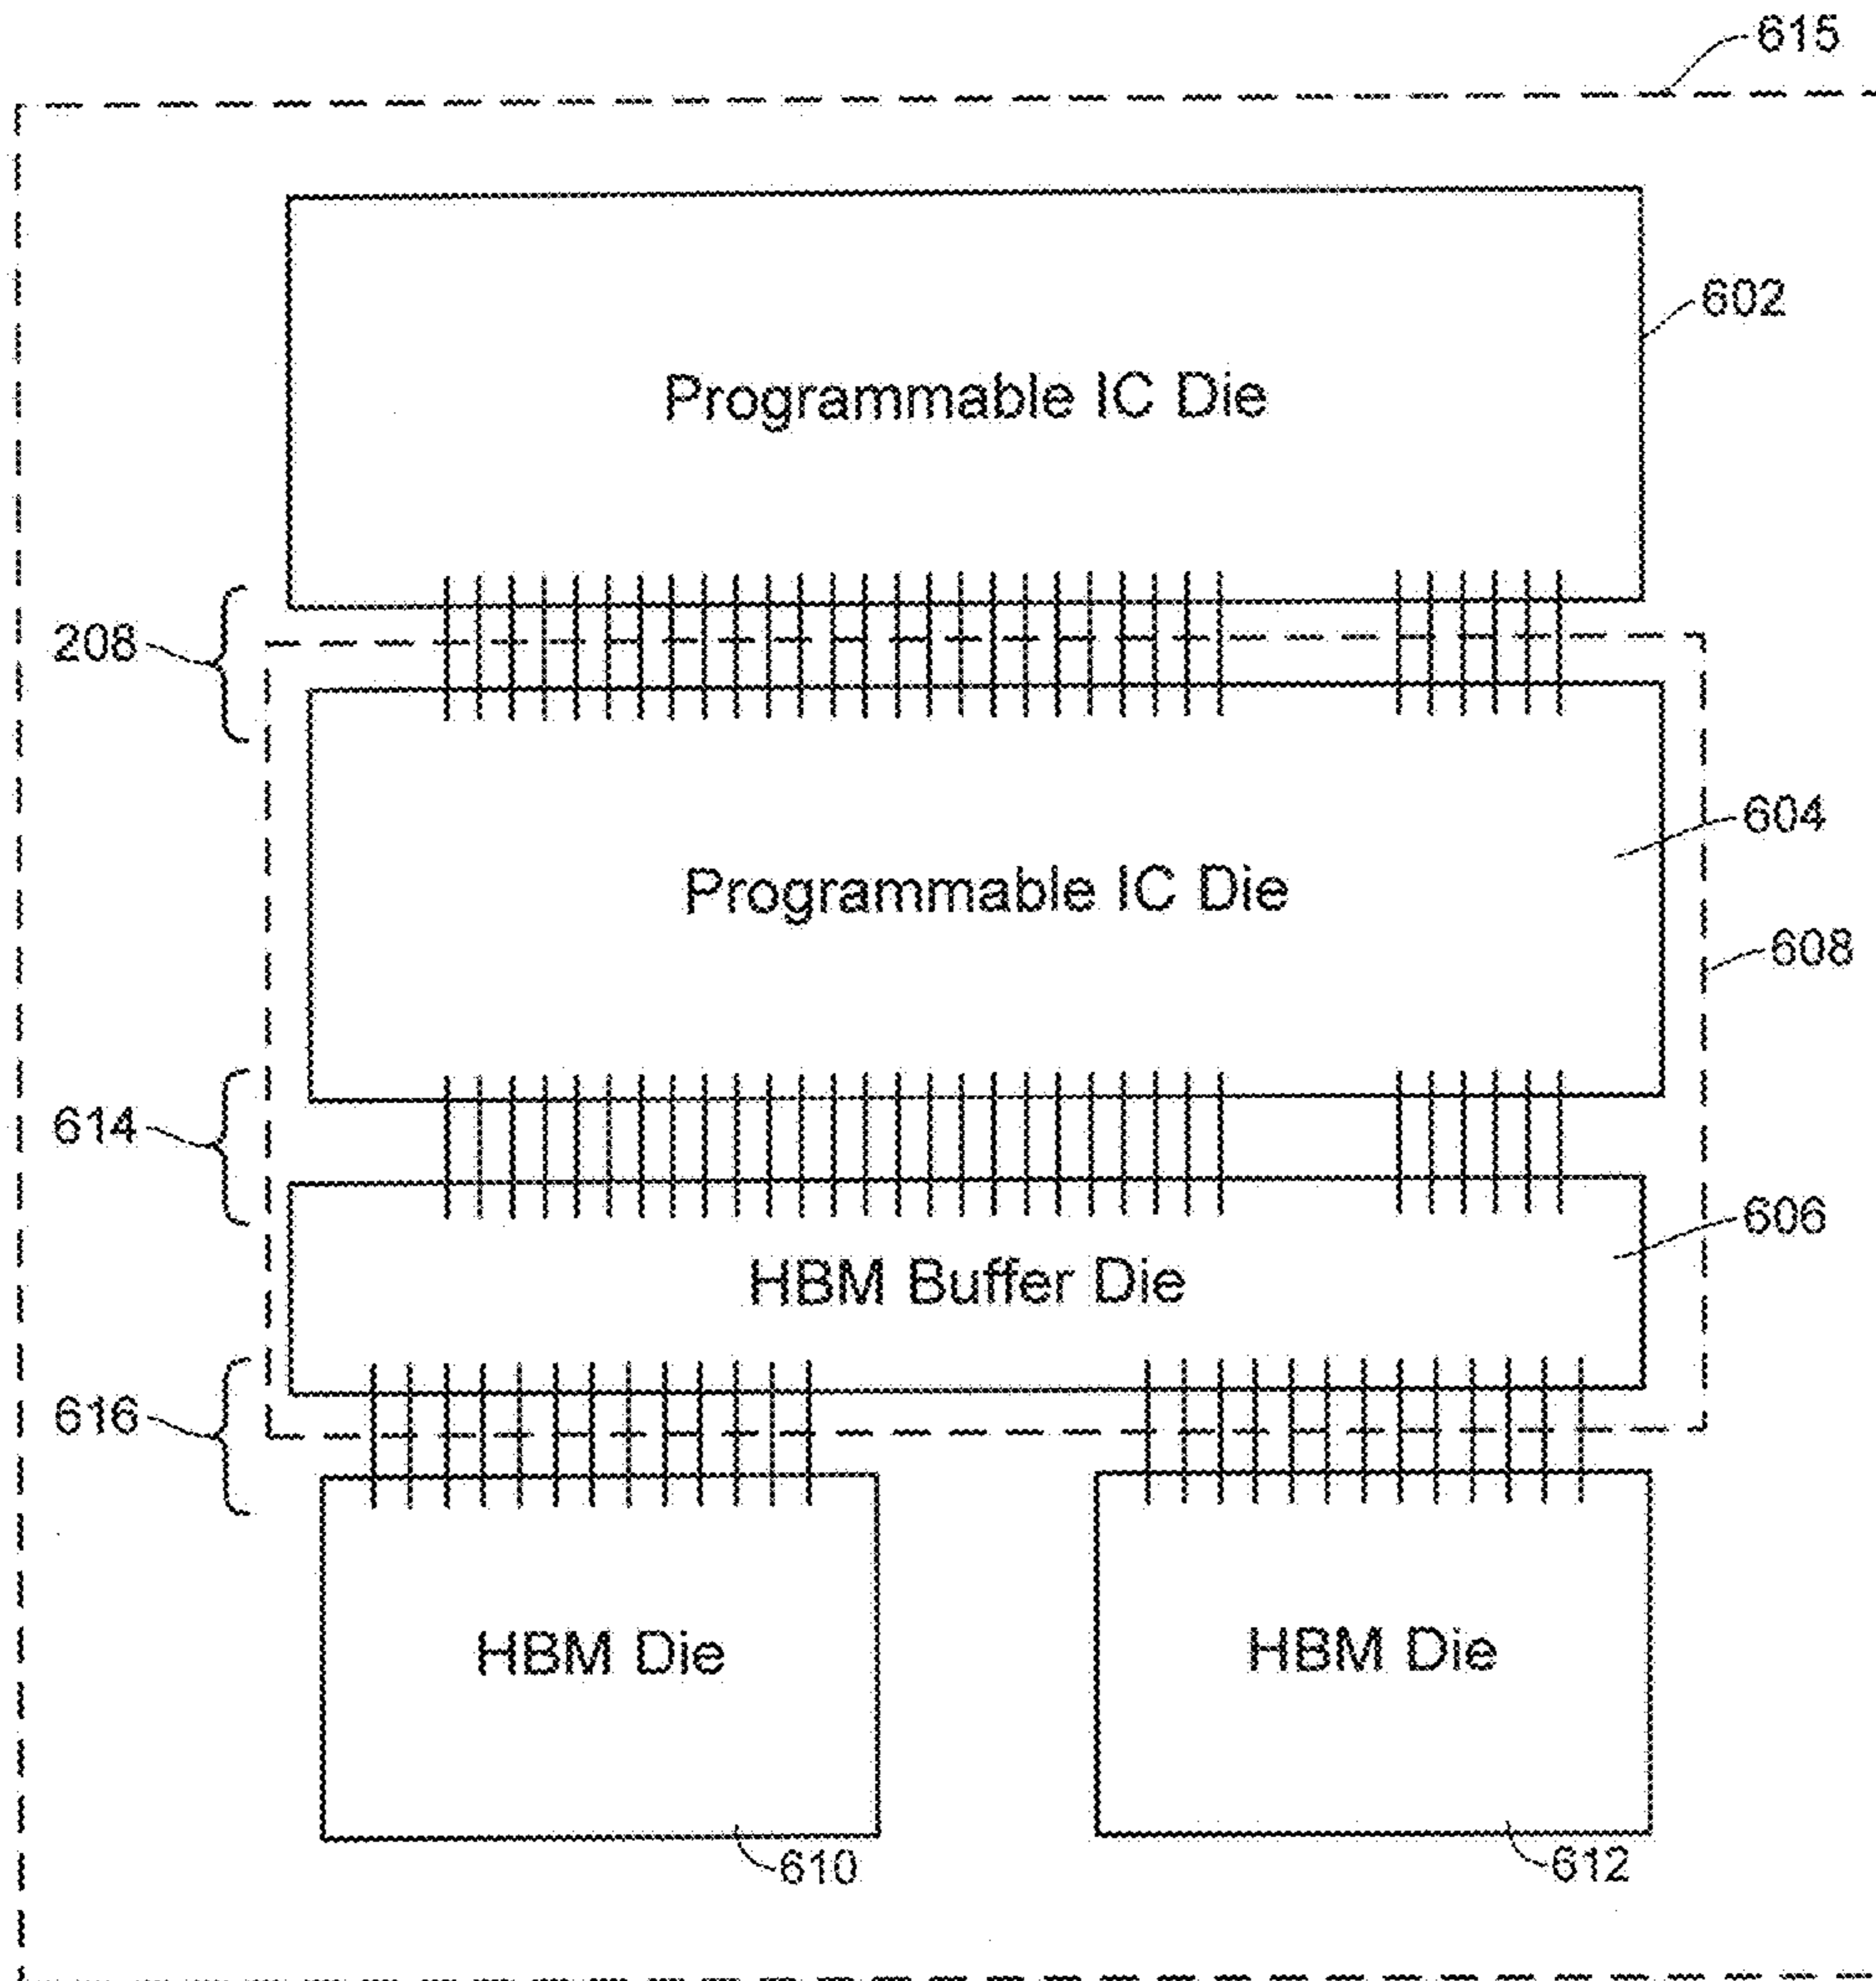 615
602
Programmable IC Die
208
604
Programmable IC Die
608
614
606
HBM Buffer Die
616
HBM Die
HBM Die
610
612